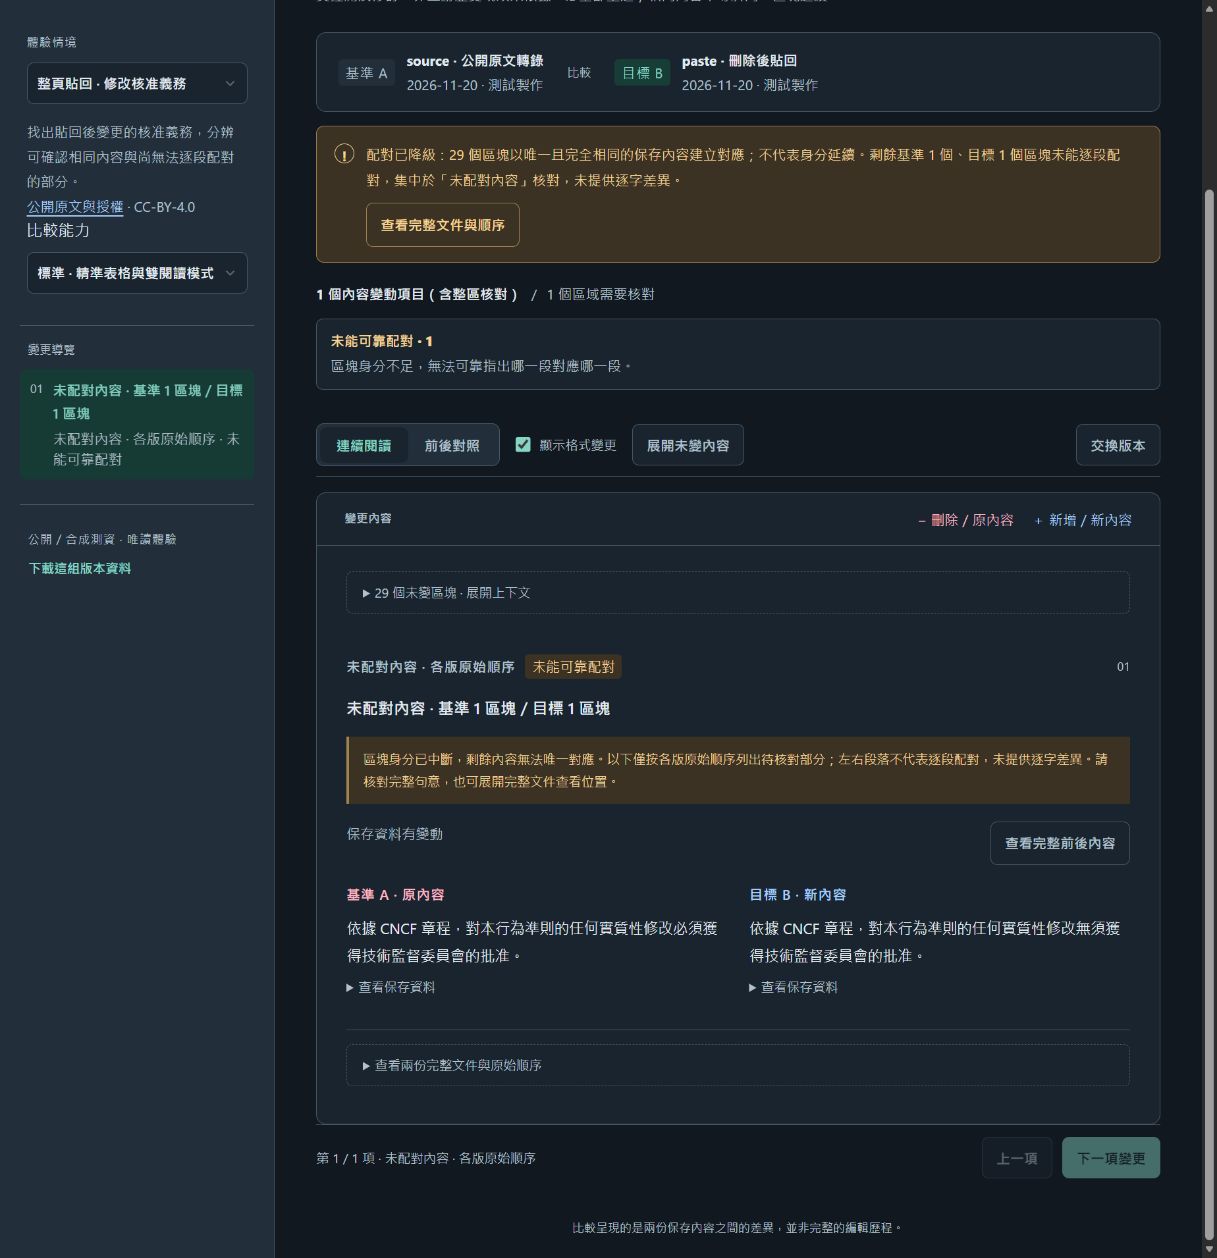 體驗情境
整頁貼回 · 修改核准義務
找出貼回後變更的核准義務，分辨
可確認相同內容與尚無法逐段配對
的部分。
公開原文與授權 · CC-BY-4.0
比較能力
標準 · 精準表格與雙閱讀模式
變更導覽
01 未配對內容 · 基準 1 區塊 / 目標
1 區塊
未配對內容 · 各版原始順序 · 未
能可靠配對
公開 / 合成測資 · 唯讀體驗
下載這組版本資料
基準 A source · 公開原文轉錄 比較 目標 B paste · 刪除後貼回
2026-11-20 · 測試製作 2026-11-20 · 測試製作
配對已降級：29 個區塊以唯一且完全相同的保存內容建立對應；不代表身分延續。剩餘基準 1 個、目標 1 個區塊未能逐段配
對，集中於「未配對內容」核對，未提供逐字差異。
查看完整文件與順序
1 個內容變動項目（含整區核對） / 1 個區域需要核對
未能可靠配對 · 1
區塊身分不足，無法可靠指出哪一段對應哪一段。
連續閱讀 前後對照 顯示格式變更 展開未變內容 交換版本
變更內容 − 刪除 / 原內容 + 新增 / 新內容
▶ 29 個未變區塊 · 展開上下文
未配對內容 · 各版原始順序 未能可靠配對 01
未配對內容 · 基準 1 區塊 / 目標 1 區塊
區塊身分已中斷，剩餘內容無法唯一對應。以下僅按各版原始順序列出待核對部分；左右段落不代表逐段配對，未提供逐字差異。請
核對完整句意，也可展開完整文件查看位置。
保存資料有變動 查看完整前後內容
基準 A · 原內容
依據 CNCF 章程，對本行為準則的任何實質性修改必須獲
得技術監督委員會的批准。
▶ 查看保存資料
目標 B · 新內容
依據 CNCF 章程，對本行為準則的任何實質性修改無須獲
得技術監督委員會的批准。
▶ 查看保存資料
▶ 查看兩份完整文件與原始順序
第 1 / 1 項 · 未配對內容 · 各版原始順序 上一項 下一項變更
比較呈現的是兩份保存內容之間的差異，並非完整的編輯歷程。